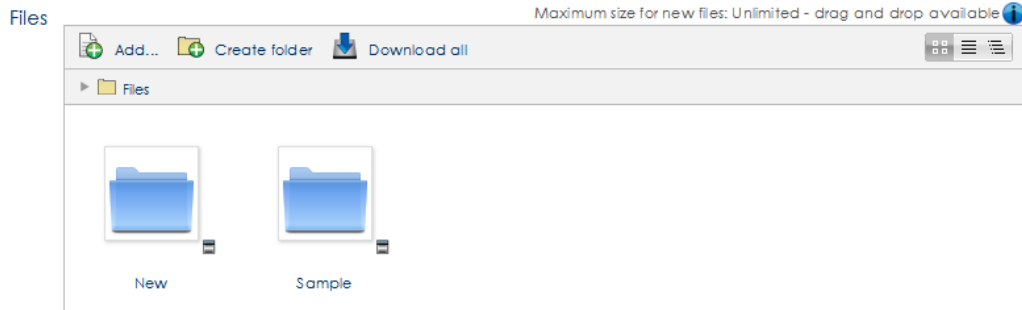 Files
Maximum size for new files: Unlimited - drag and drop available
Add... Create folder Download all
Files
New Sample